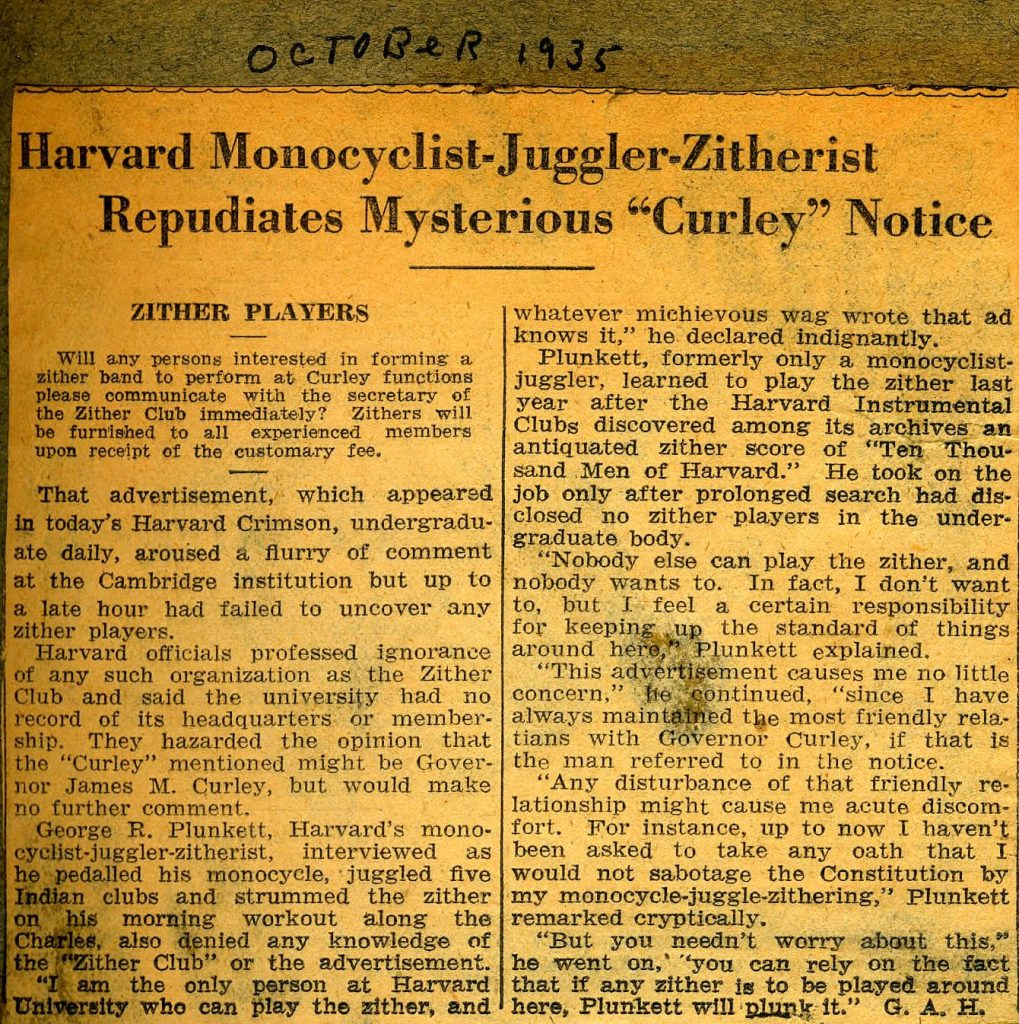 OCTOBER 1935
Harvard Monocyclist-Juggler-Zitherist
Repudiates Mysterious “Curley” Notice
ZITHER PLAYERS
Will any persons interested in forming a
zither band to perform at Curley functions
please communicate with the secretary of
the Zither Club immediately? Zithers will
be furnished to all experienced members
upon receipt of the customary fee.
That advertisement, which appeared
in today's Harvard Crimson, undergradu-
ate daily, aroused a flurry of comment
at the Cambridge institution but up to
a late hour had failed to uncover any
zither players.
Harvard officials professed ignorance
of any such organization as the Zither
Club and said the university had no
record of its headquarters or member-
ship. They hazarded the opinion that
the “Curley” mentioned might be Gover-
nor James M. Curley, but would make
no further comment.
George R. Plunkett, Harvard's mono-
cyclist-juggler-zitherist, interviewed as
he pedalled his monocycle, juggled five
Indian clubs and strummed the zither
on his morning workout along the
Charles, also denied any knowledge of
the “Zither Club” or the advertisement.
“I am the only person at Harvard
University who can play the zither, and
whatever michievous wag wrote that ad
knows it,” he declared indignantly.
Plunkett, formerly only a monocyclist-
juggler, learned to play the zither last
year after the Harvard Instrumental
Clubs discovered among its archives an
antiquated zither score of “Ten Thou-
sand Men of Harvard.” He took on the
job only after prolonged search had dis-
closed no zither players in the under-
graduate body.
“Nobody else can play the zither, and
nobody wants to. In fact, I don't want
to, but I feel a certain responsibility
for keeping up the standard of things
around here,” Plunkett explained.
“This advertisement causes me no little
concern,” he continued, “since I have
always maintained the most friendly rela-
tians with Governor Curley, if that is
the man referred to in the notice.
“Any disturbance of that friendly re-
lationship might cause me acute discom-
fort. For instance, up to now I haven't
been asked to take any oath that I
would not sabotage the Constitution by
my monocycle-juggle-zithering,” Plunkett
remarked cryptically.
“But you needn't worry about this,”
he went on,' ‘you can rely on the fact
that if any zither is to be played around
here, Plunkett will plunk it.” G. A. H.